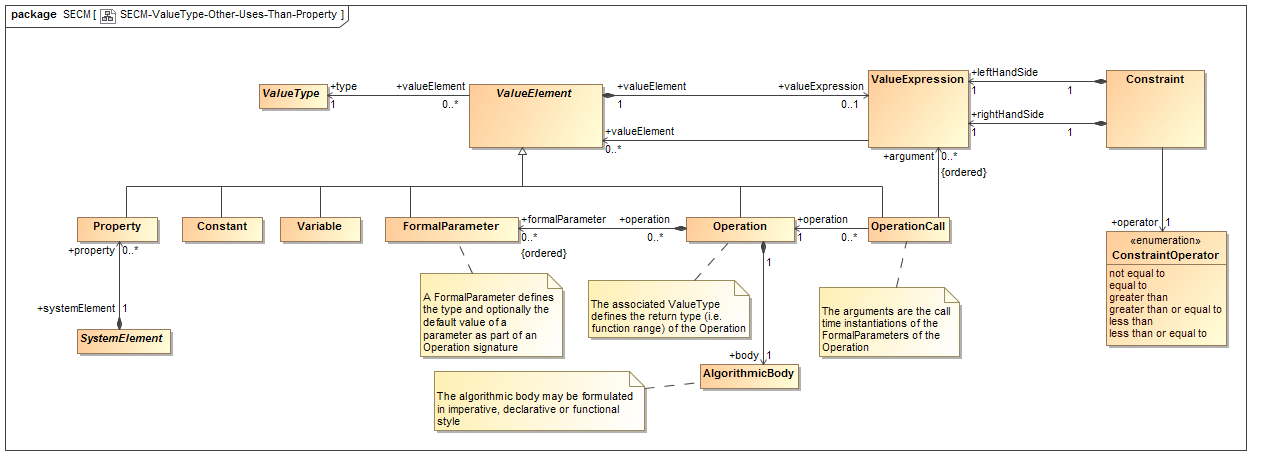 package SECM [ SECM-ValueType-Other-Uses-Than-Property ]
ValueType
+type
1
+valueElement
0..*
ValueElement
+valueElement
1
+valueExpression
0..1
+valueElement
0..*
ValueExpression
+leftHandSide
1
1
+rightHandSide
1
1
Constraint
+argument
0..*
{ordered}
Property
Constant
Variable
FormalParameter
+formalParameter
0..*
{ordered}
+operation
0..*
Operation
+operation
1
0..*
OperationCall
+operator
1
«enumeration»
ConstraintOperator
not equal to
equal to
greater than
greater than or equal to
less than
less than or equal to
+property
0..*
+systemElement
1
SystemElement
A FormalParameter defines
the type and optionally the
default value of a
parameter as part of an
Operation signature
The associated ValueType
defines the return type (i.e.
function range) of the Operation
1
+body
1
AlgorithmicBody
The arguments are the call
time instantiations of the
FormalParameters of the
Operation
The algorithmic body may be formulated
in imperative, declarative or functional
style